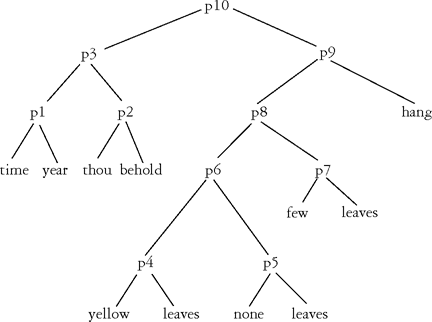 p10
p3 p9
p1 p2 p8 hang
time year thou behold p6 p7
few leaves
p4 p5
yellow leaves none leaves